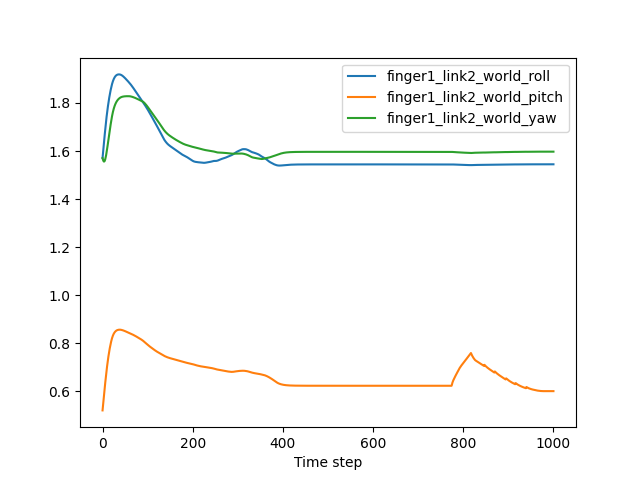 finger1_link2_world_roll
finger1_link2_world_pitch
finger1_link2_world_yaw
1.8
1.6
1.4
1.2
1.0
0.8
0.6
0 200 400 600 800 1000
Time step